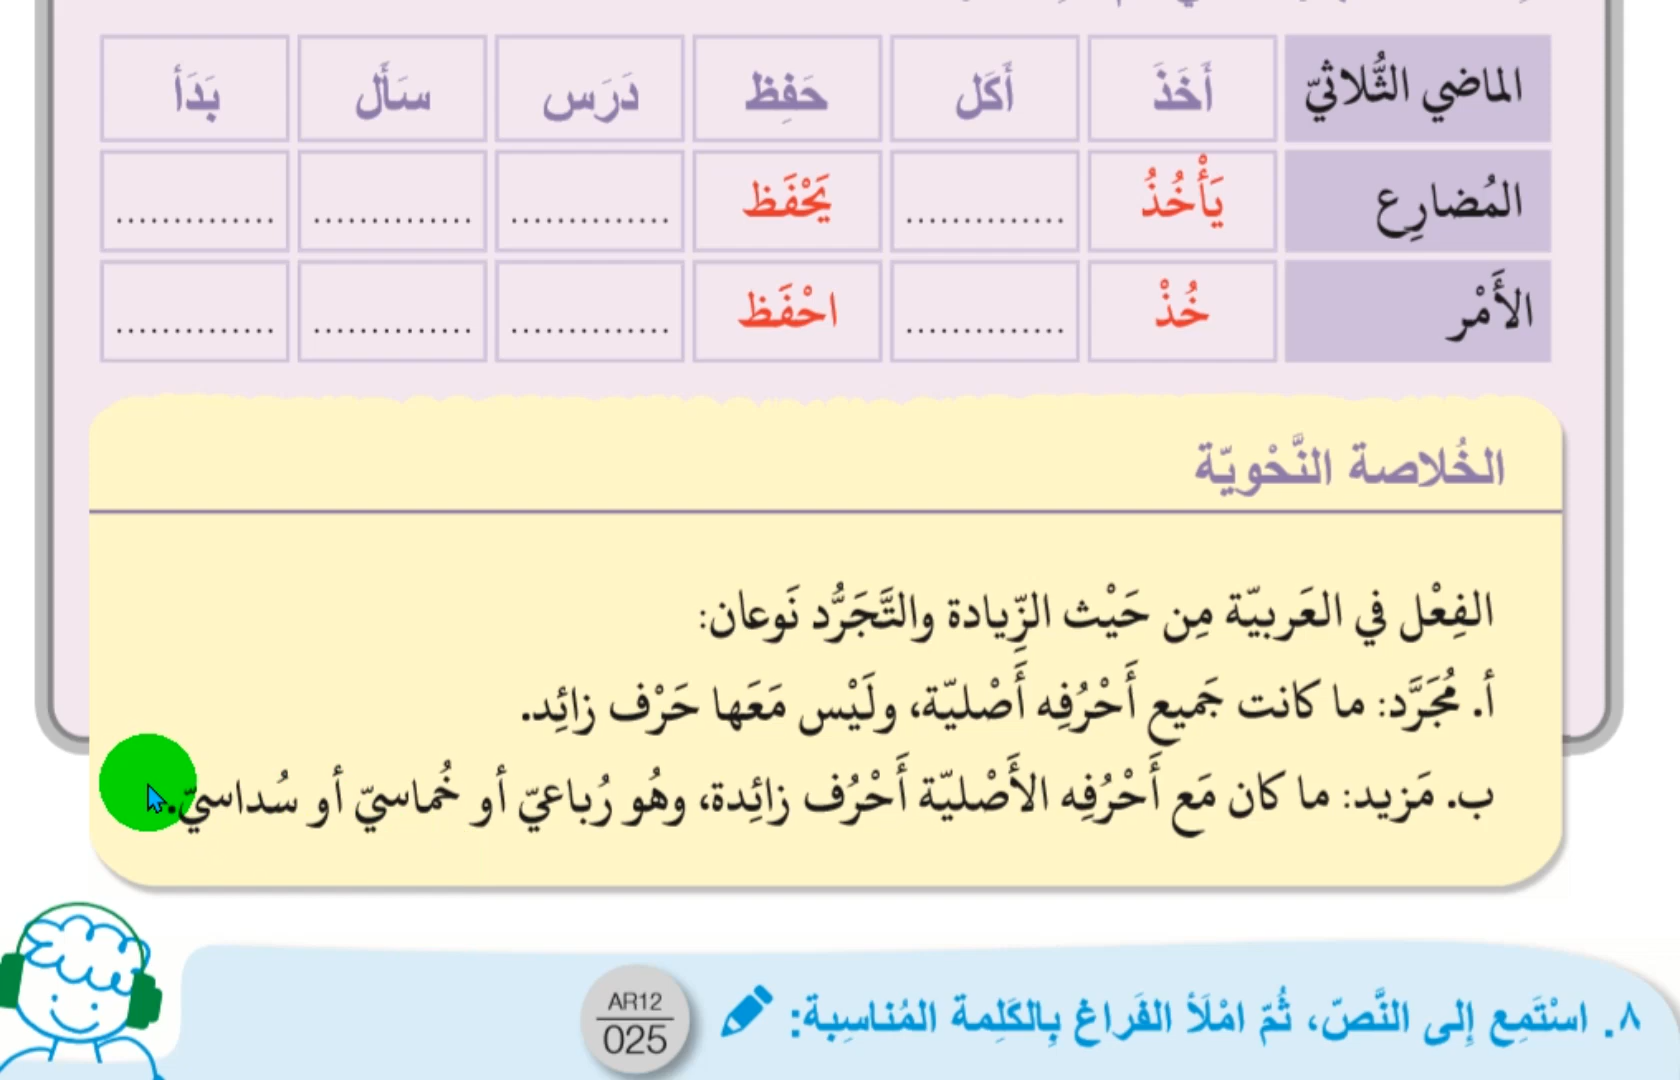 الماضي الثُّلاثيّ أَخَذَ أَكَل حَفِظ دَرَس سَأَل بَدَأ
المُضارِع يَأْخُذُ .............. يَحْفَظ .............. .............. ..............
الأَمْر خُذْ .............. احْفَظ .............. .............. ..............
الخُلاصة النَّحْويّة
الفِعْل في العَربيّة مِن حَيْث الزِّيادة والتَّجَرُّد نَوعان:
أ. مُجَرَّد: ما كانت جَميع أَحْرُفِه أَصْليّة، ولَيْس مَعَها حَرْف زائِد.
ب. مَزيد: ما كان مَع أَحْرُفِه الأَصْليّة أَحْرُف زائِدة، وهُو رُباعيّ أو خُماسيّ أو سُداسيّ.
٨. اسْتَمِع إِلى النَّصّ، ثُمّ امْلَأ الفَراغ بِالكَلِمة المُناسِبة:
AR12
025